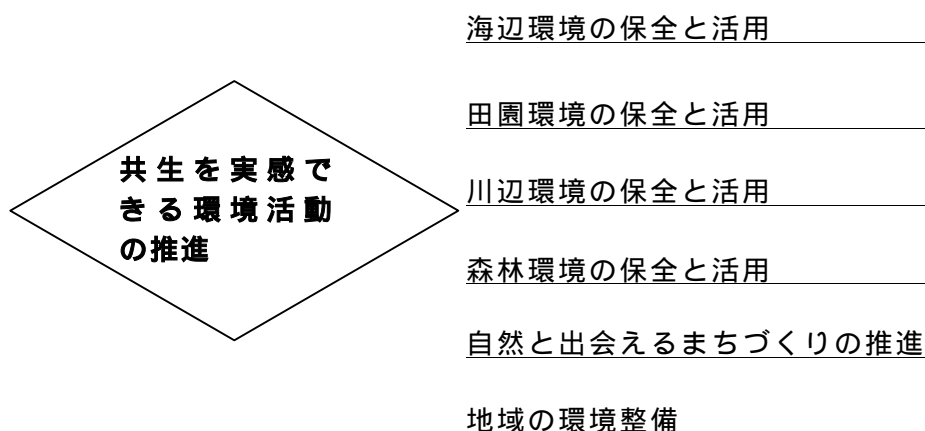 海辺環境の保全と活用
田園環境の保全と活用
共生を実感で
きる環境活動
の推進
川辺環境の保全と活用
森林環境の保全と活用
自然と出会えるまちづくりの推進
地域の環境整備